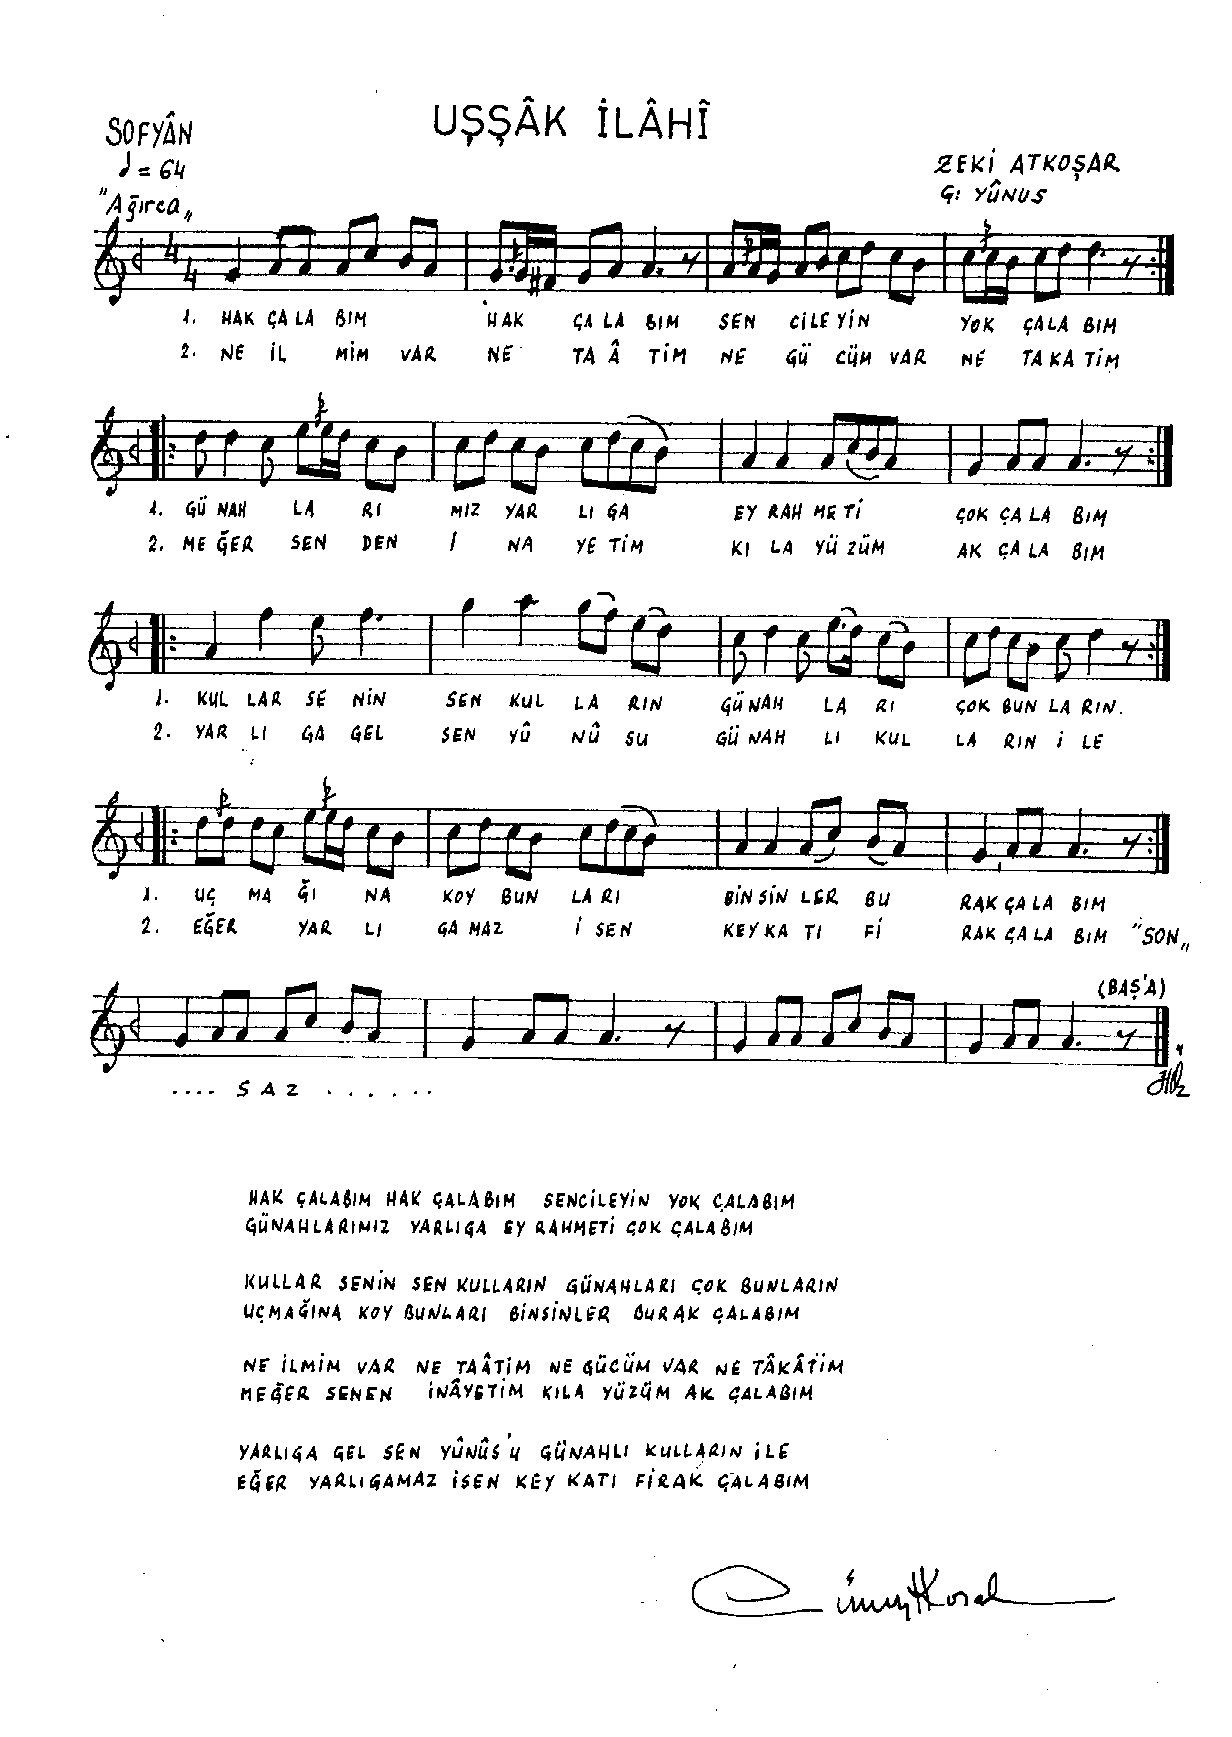 UŞŞÂK İLÂHÎ
SOFYÂN
♩ = 64
"Ağırca„
ZEKİ ATKOŞAR
G: YÛNUS
4 4
1. HAK ÇA LA BIM HAK ÇA LA BIM SEN CİLE YİN YOK ÇALA BIM
2. NE İL MİM VAR NE TA Â TİM NE GÜ CÜM VAR NE TA KA TİM
1. GÜ NAH LA RI MIZ YAR LI GA EY RAH ME Tİ ÇOK ÇA LA BIM
2. ME ĞER SEN DEN İ NA YE TİM KI LA YÜ ZÜM AK ÇA LA BIM
1. KUL LAR SE NİN SEN KUL LA RIN GÜ NAH LA RI ÇOK BUN LA RIN.
2. YAR LI GA GEL SEN YÛ NÛ SU GÜ NAH LI KUL LA RIN İ LE
1. UÇ MA ĞI NA KOY BUN LA RI BİN SİN LER BU RAK ÇA LA BIM
2. EĞER YAR LI GA MAZ İ SEN KEY KA TI Fİ RAK ÇA LA BIM "SON„
(BAŞ'A)
.... S A Z ......
HAK ÇALABIM HAK ÇALABIM SENCİLEYİN YOK ÇALABIM
GÜNAHLARIMIZ YARLIGA EY RAHMETİ ÇOK ÇALABIM
KULLAR SENİN SEN KULLARIN GÜNAHLARI ÇOK BUNLARIN
UÇMAĞINA KOY BUNLARI BİNSİNLER BURAK ÇALABIM
NE İLMİM VAR NE TAÂTİM NE GÜCÜM VAR NE TÂKÂTİM
MEĞER SENEN İNÂYETİM KILA YÜZÜM AK ÇALABIM
YARLIGA GEL SEN YÛNÛS'U GÜNAHLI KULLARIN İLE
EĞER YARLIGAMAZ İSEN KEY KATI FİRAK ÇALABIM